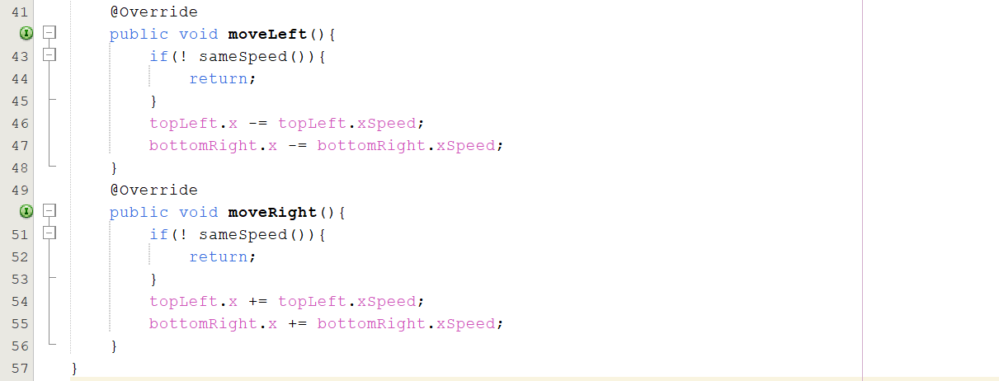 41 @Override
public void moveLeft(){
43 if(! sameSpeed()){
44 return;
45 }
46 topLeft.x -= topLeft.xSpeed;
47 bottomRight.x -= bottomRight.xSpeed;
48 }
49 @Override
public void moveRight(){
51 if(! sameSpeed()){
52 return;
53 }
54 topLeft.x += topLeft.xSpeed;
55 bottomRight.x += bottomRight.xSpeed;
56 }
57 }